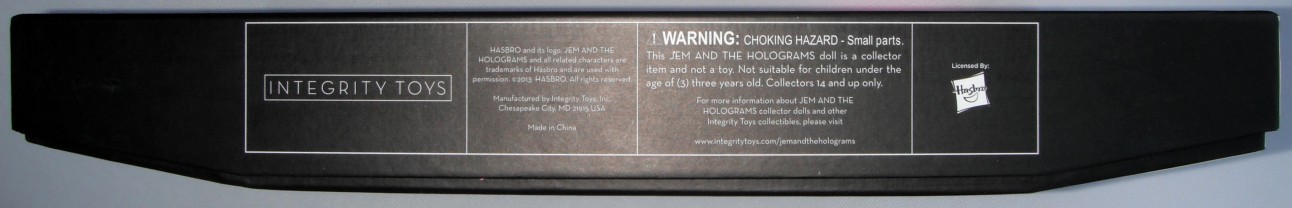 INTEGRITY TOYS
HASBRO and its logo, JEM AND THE
HOLOGRAMS and all related characters are
trademarks of Hasbro and are used with
permission. ©2013 HASBRO. All rights reserved.
Manufactured by Integrity Toys, Inc.
Chesapeake City, MD 21915 USA
Made in China
! WARNING: CHOKING HAZARD - Small parts.
This JEM AND THE HOLOGRAMS doll is a collector
item and not a toy. Not suitable for children under the
age of (3) three years old. Collectors 14 and up only.
For more information about JEM AND THE
HOLOGRAMS collector dolls and other
Integrity Toys collectibles, please visit
www.integritytoys.com/jemandtheholograms
Licensed By:
Hasbro